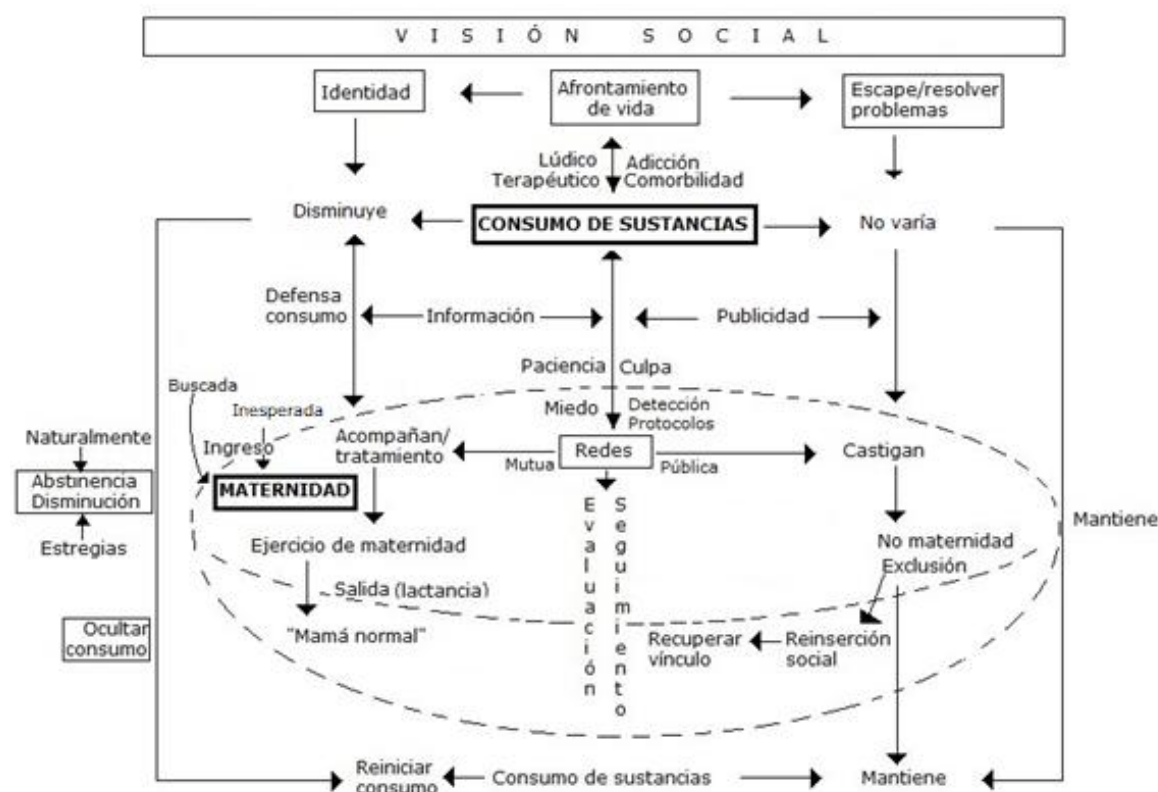 VISIÓN SOCIAL
Identidad
Afrontamiento
de vida
Escape/resolver
problemas
Lúdico
Terapéutico
Adicción
Comorbilidad
Disminuye
CONSUMO DE SUSTANCIAS
No varía
Defensa
consumo
Información
Publicidad
Paciencia
Culpa
Buscada
Inesperada
Miedo
Detección
Protocolos
Naturalmente
Ingreso
Acompañan/
tratamiento
Redes
Mutua
Pública
Castigan
Abstinencia
Disminución
MATERNIDAD
Estregias
Ejercicio de maternidad
Evaluación
Seguimiento
No maternidad
Exclusión
Mantiene
Salida (lactancia)
Ocultar
consumo
"Mamá normal"
Recuperar
vínculo
Reinserción
social
Reiniciar
consumo
Consumo de sustancias
Mantiene